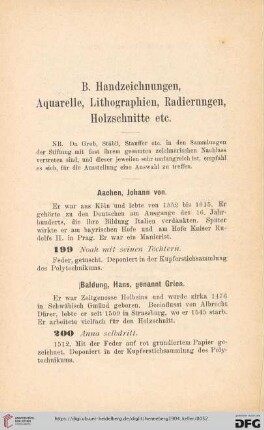 B. Handzeichnungen,
Aquarelle, Lithographien, Radierungen,
Holzschnitte etc.
NB. Da Grob, Stäbli, Stauffer etc. in den Sammlungen
der Stiftung mit fast ihrem gesamten zeichnerischen Nachlass
vertreten sind, und dieser jeweilen sehr umfangreich ist, empfahl
es sich, für die Ausstellung eine Auswahl zu treffen.
Aachen, Johann von.
Er war aus Köln und lebte von 1552 bis 1615. Er
gehörte zu den Deutschen am Ausgange des 16. Jahr-
hunderts, die ihre Bildung Italien verdankten. Später
wirkte er am bayrischen Hofe und am Hofe Kaiser Ru-
dolfs II. in Prag. Er war ein Manierist.
199 Noah mit seinen Töchtern.
Feder, getuscht. Deponiert in der Kupferstichsammlung
des Polytechnikums.
(Baldung, Hans, genannt Grien.
Er war Zeitgenosse Holbeins und wurde zirka 1476
in Schwäbisch Gmünd geboren. Beeinflusst von Albrecht
Dürer, lebte er seit 1509 in Strassburg, wo er 1545 starb.
Er arbeitete vielfach für den Holzschnitt.
200 Anna selbdritt.
1512. Mit der Feder auf rot grundiertem Papier ge-
zeichnet. Deponiert in der Kupferstichsammlung des Poly-
technikums.
© Universitätsbibliothek Heidelberg
gefördert durch die
DFG